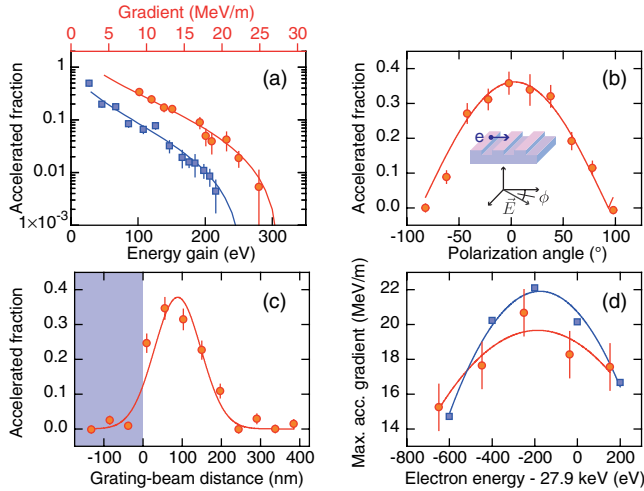 Gradient (MeV/m)
0 5 10 15 20 25 30
Accelerated fraction
1
0.1
0.01
1×10-3
(a)
0 100 200 300
Energy gain (eV)
Accelerated fraction
0.4
0.3
0.2
0.1
0.0
(b)
e
E
ϕ
-100 -50 0 50 100
Polarization angle (°)
Accelerated fraction
0.4
0.3
0.2
0.1
0.0
(c)
-100 0 100 200 300 400
Grating-beam distance (nm)
Max. acc. gradient (MeV/m)
22
20
18
16
14
(d)
-800 -600 -400 -200 0 200 400
Electron energy - 27.9 keV (eV)